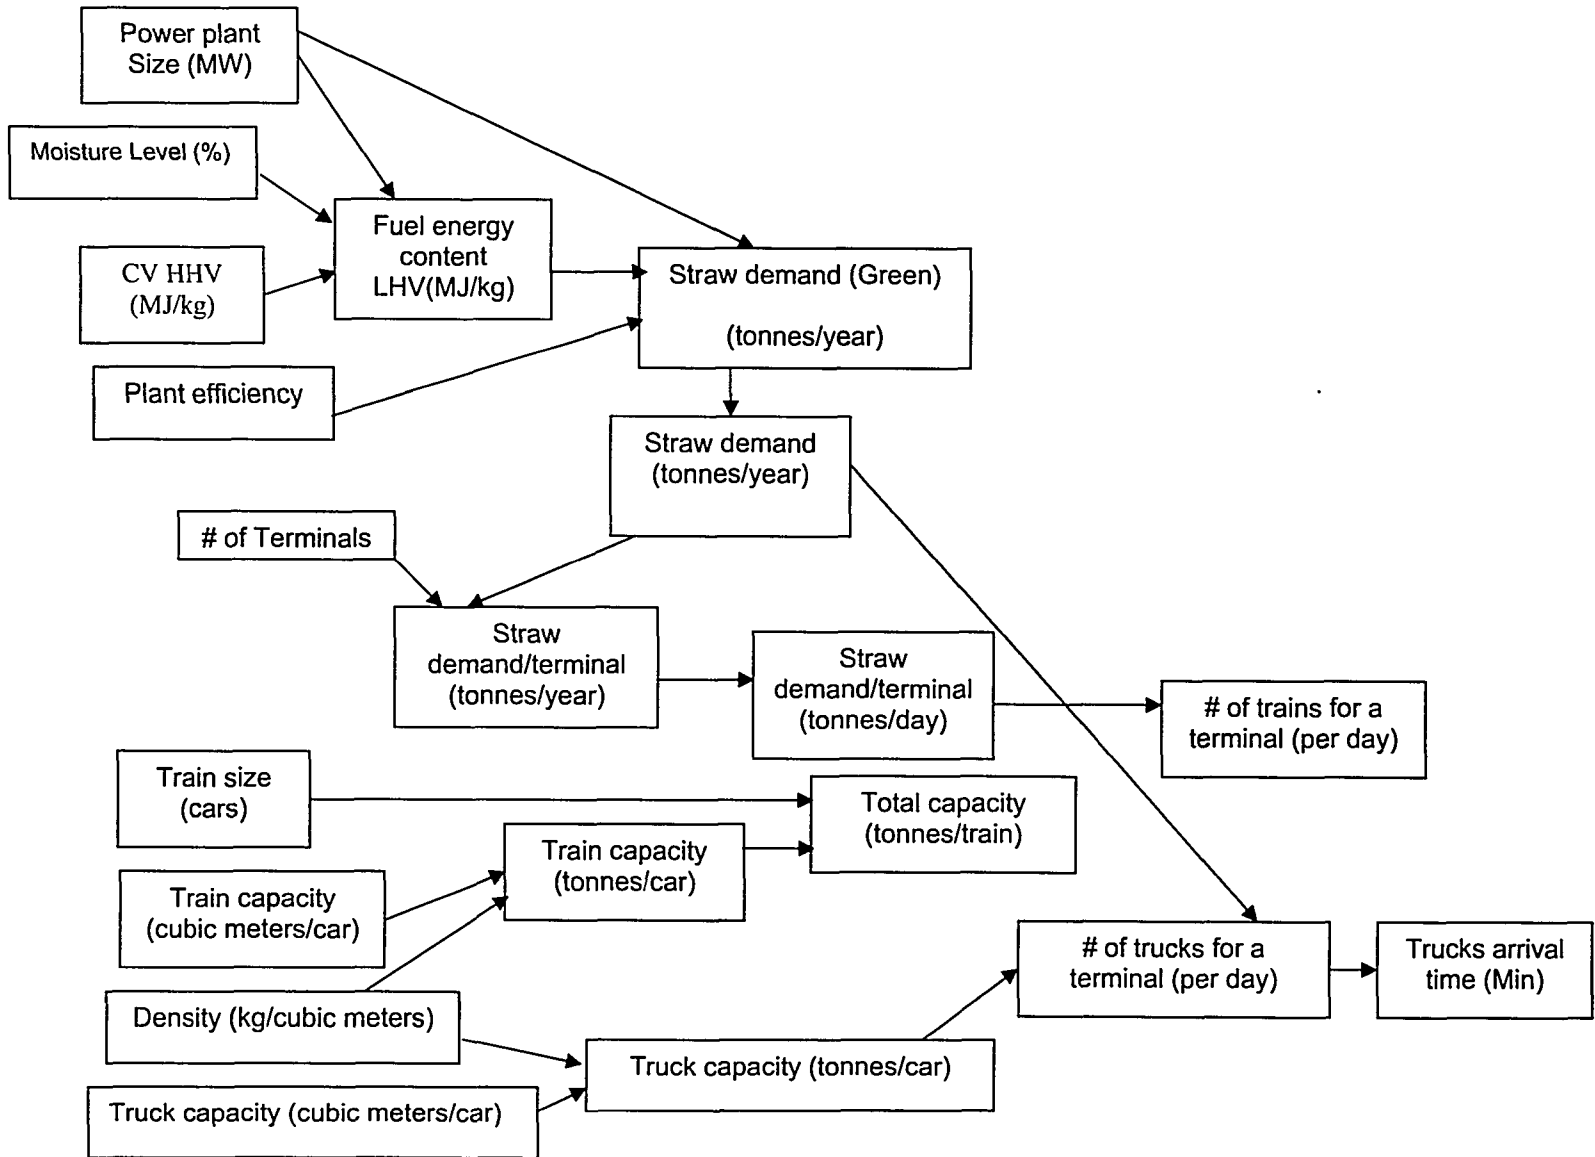 Power plant
Size (MW)
Moisture Level (%)
Fuel energy
content
LHV(MJ/kg)
CV HHV
(MJ/kg)
Straw demand (Green)
(tonnes/year)
Plant efficiency
Straw demand
(tonnes/year)
# of Terminals
Straw
demand/terminal
(tonnes/year)
Straw
demand/terminal
(tonnes/day)
# of trains for a
terminal (per day)
Train size
(cars)
Total capacity
(tonnes/train)
Train capacity
(tonnes/car)
Train capacity
(cubic meters/car)
# of trucks for a
terminal (per day)
Trucks arrival
time (Min)
Density (kg/cubic meters)
Truck capacity (tonnes/car)
Truck capacity (cubic meters/car)